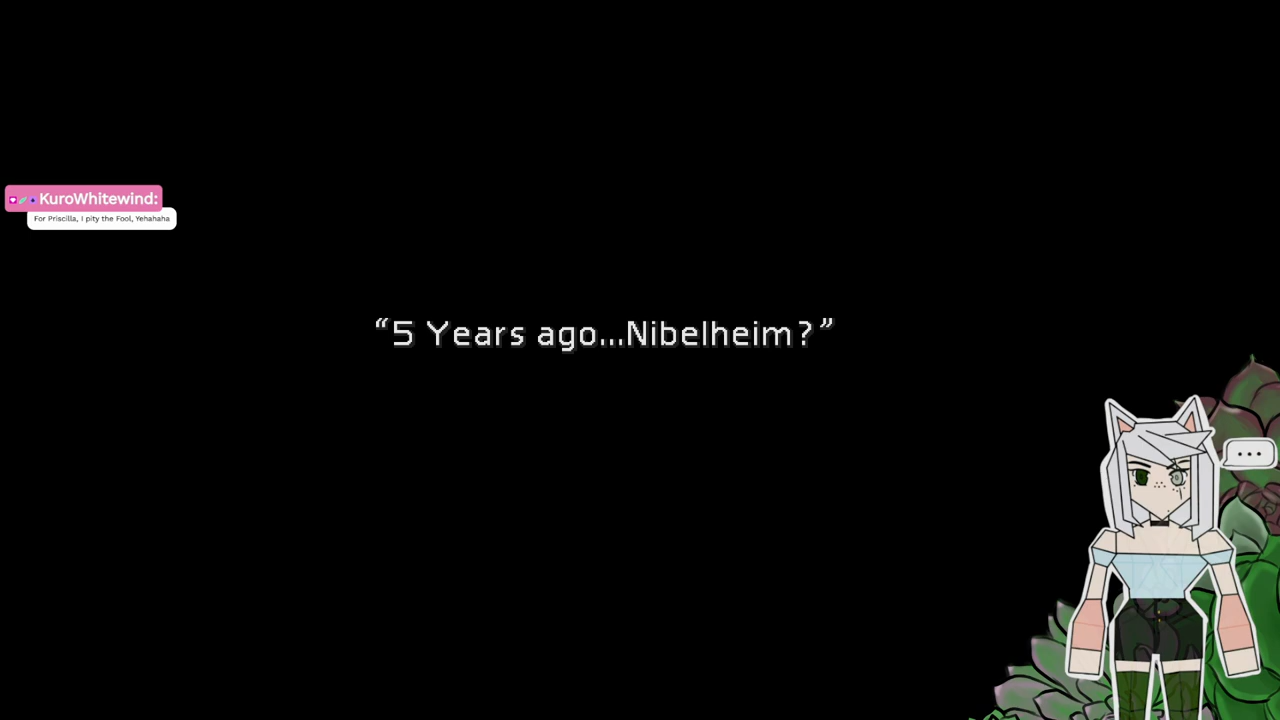 KuroWhitewind:
For Priscilla, I pity the Fool, Yehahaha
“5 Years ago...Nibelheim?”
...